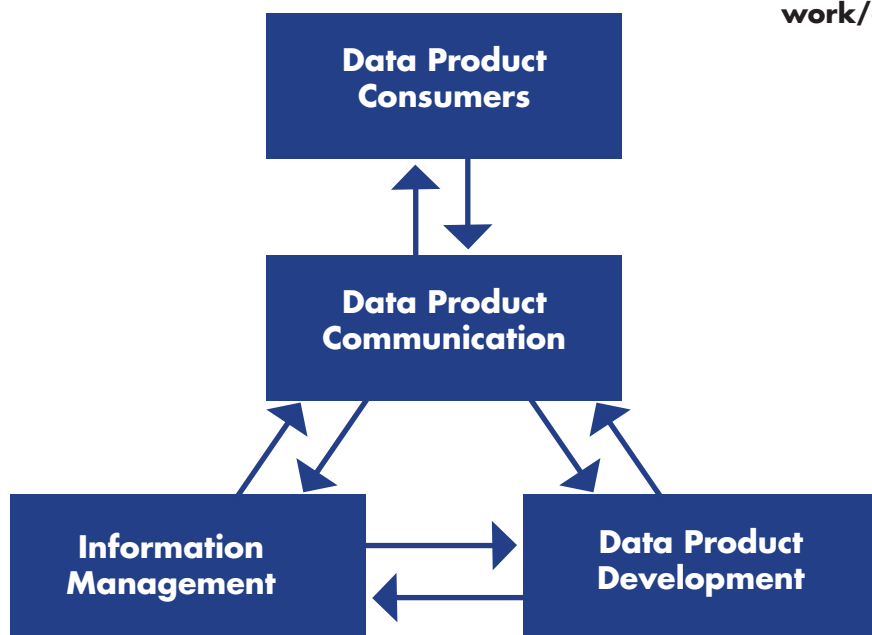 work/
Data Product
Consumers
Data Product
Communication
Information
Management
Data Product
Development